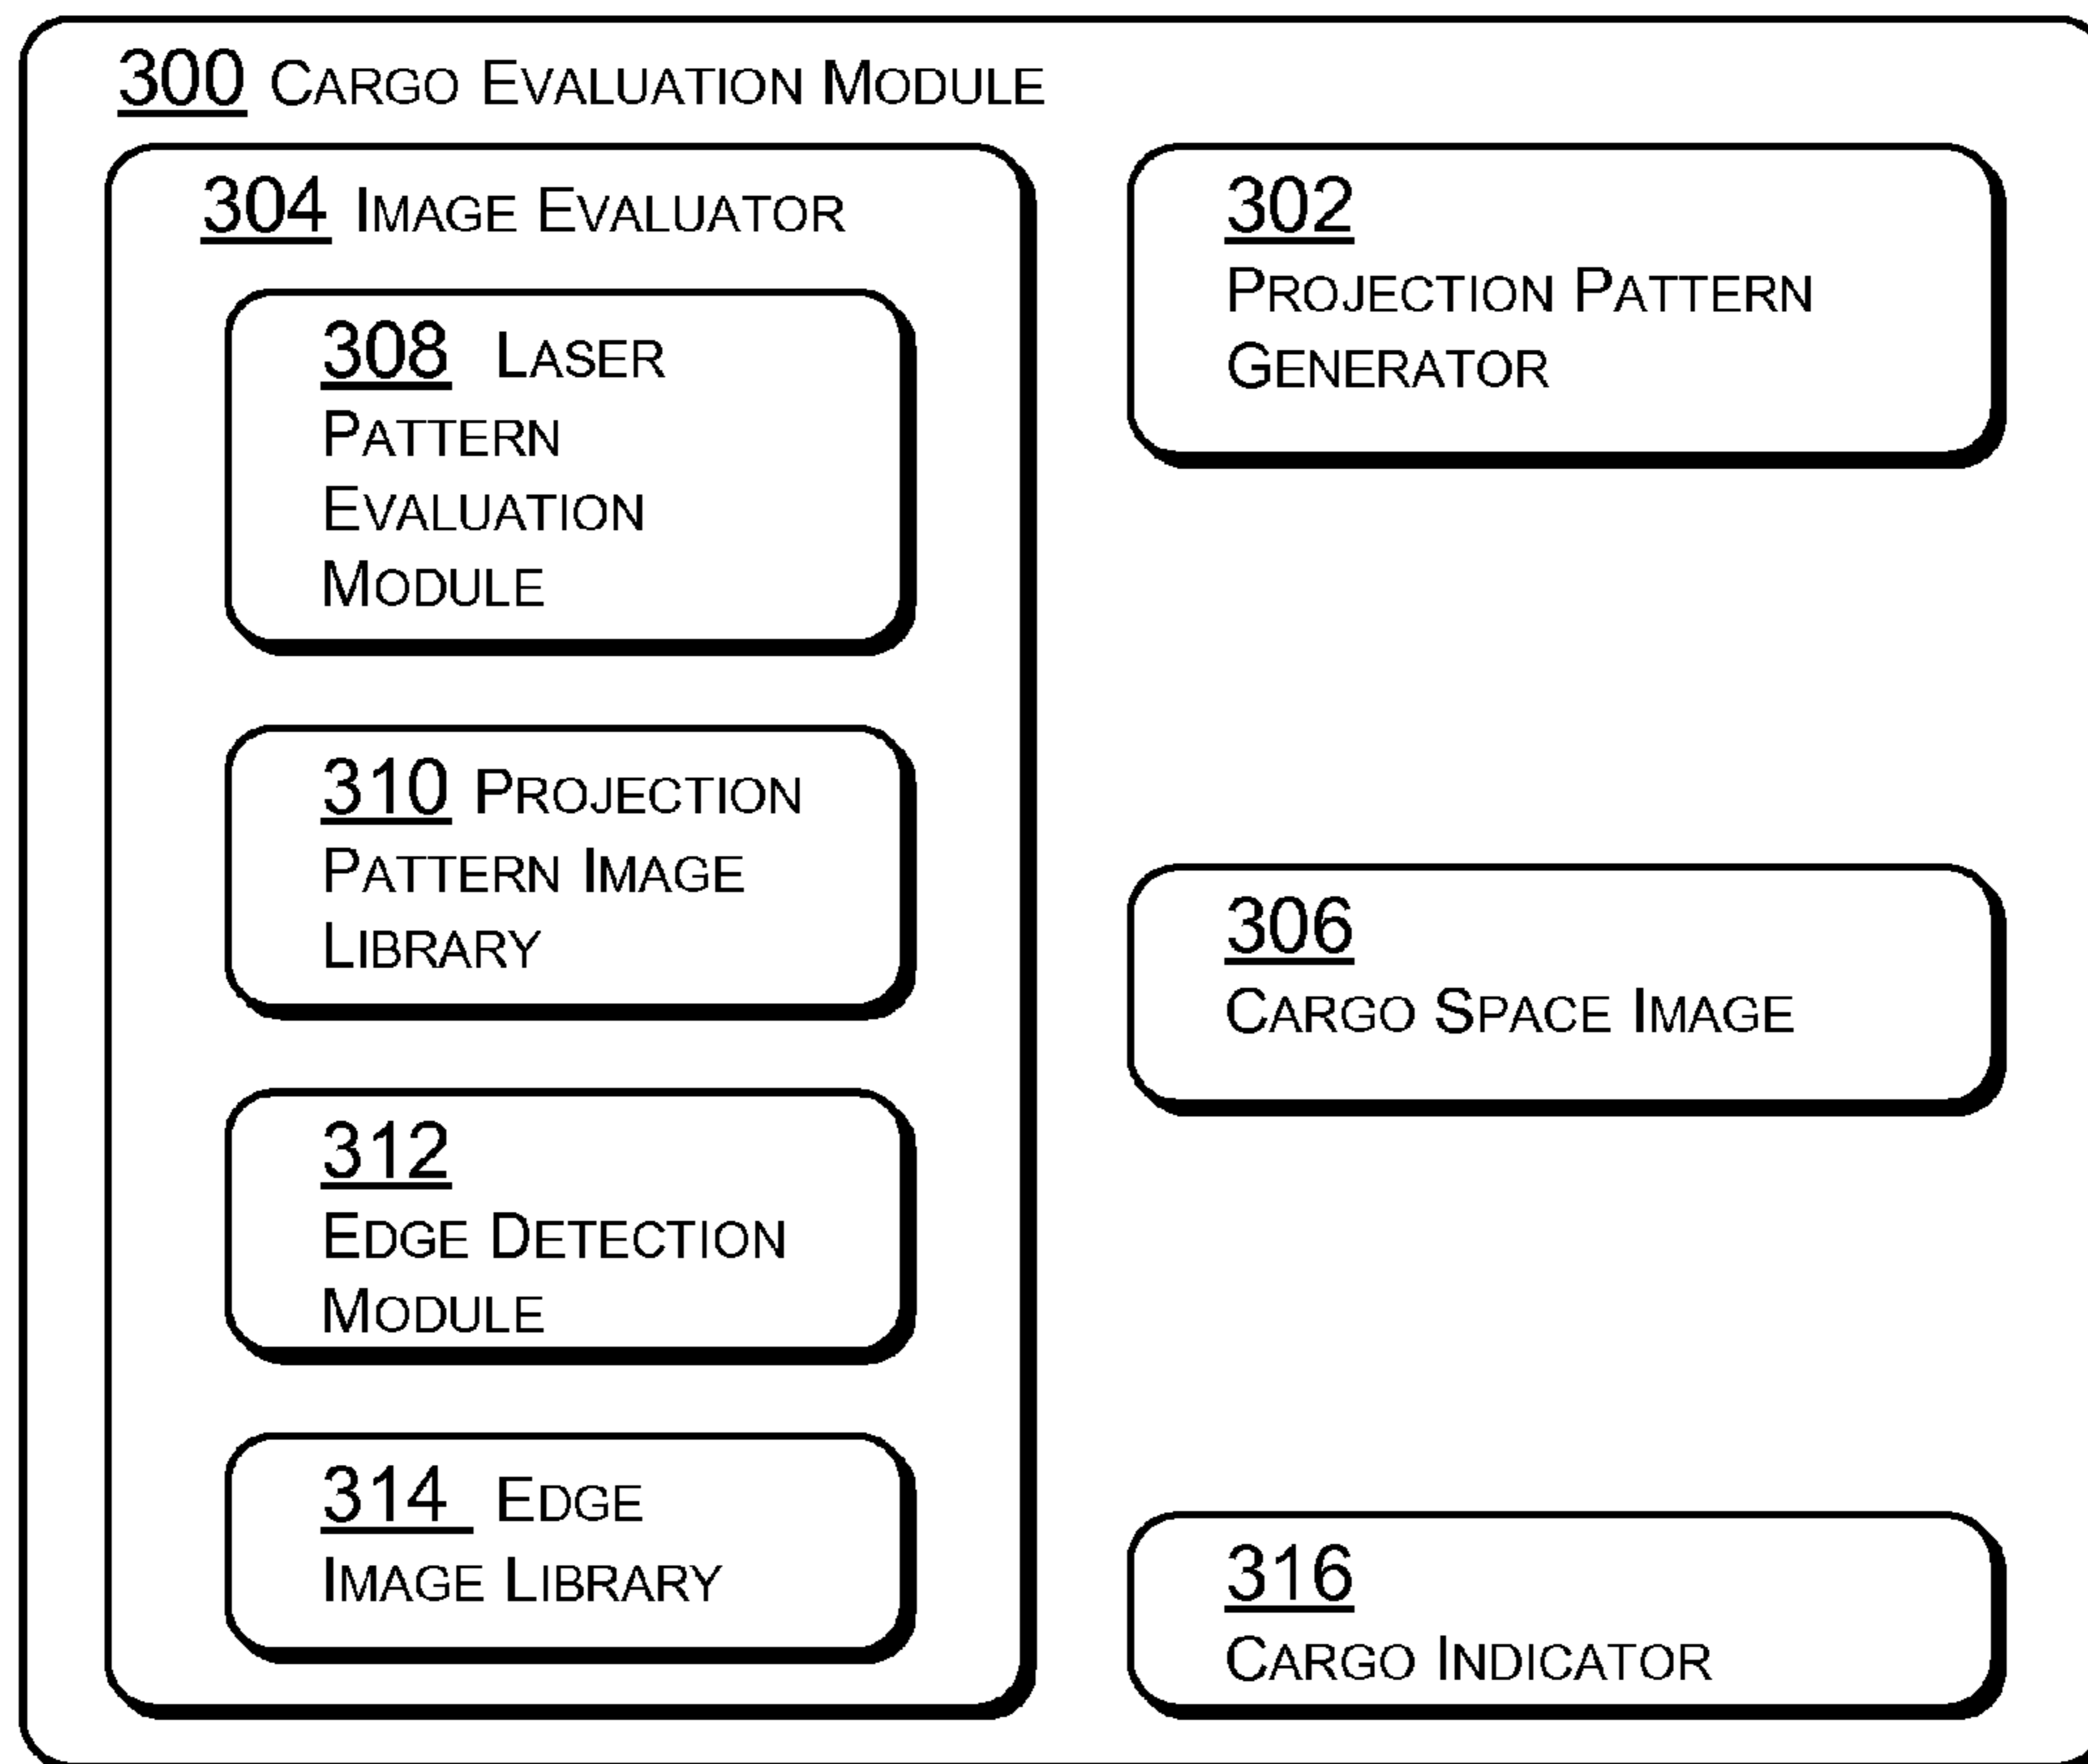 300 CARGO EVALUATION MODULE
304 IMAGE EVALUATOR
308 LASER
PATTERN
EVALUATION
MODULE
310 PROJECTION
PATTERN IMAGE
LIBRARY
312
EDGE DETECTION
MODULE
314 EDGE
IMAGE LIBRARY
302
PROJECTION PATTERN
GENERATOR
306
CARGO SPACE IMAGE
316
CARGO INDICATOR